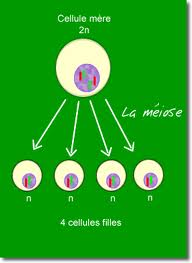 Cellule mère
2n
La méiose
n n n n
4 cellules filles